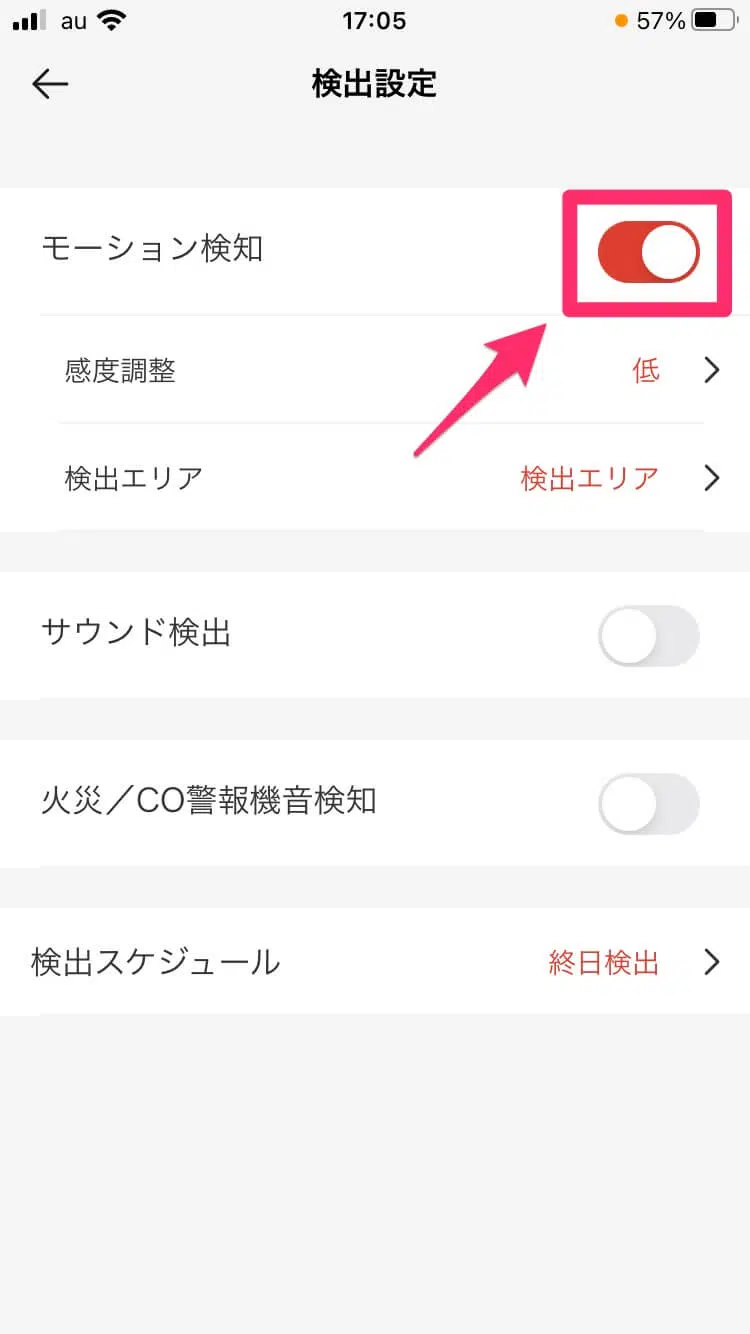 au 17:05 57%
検出設定
モーション検知
感度調整 低
検出エリア 検出エリア
サウンド検出
火災／CO警報機音検知
検出スケジュール 終日検出